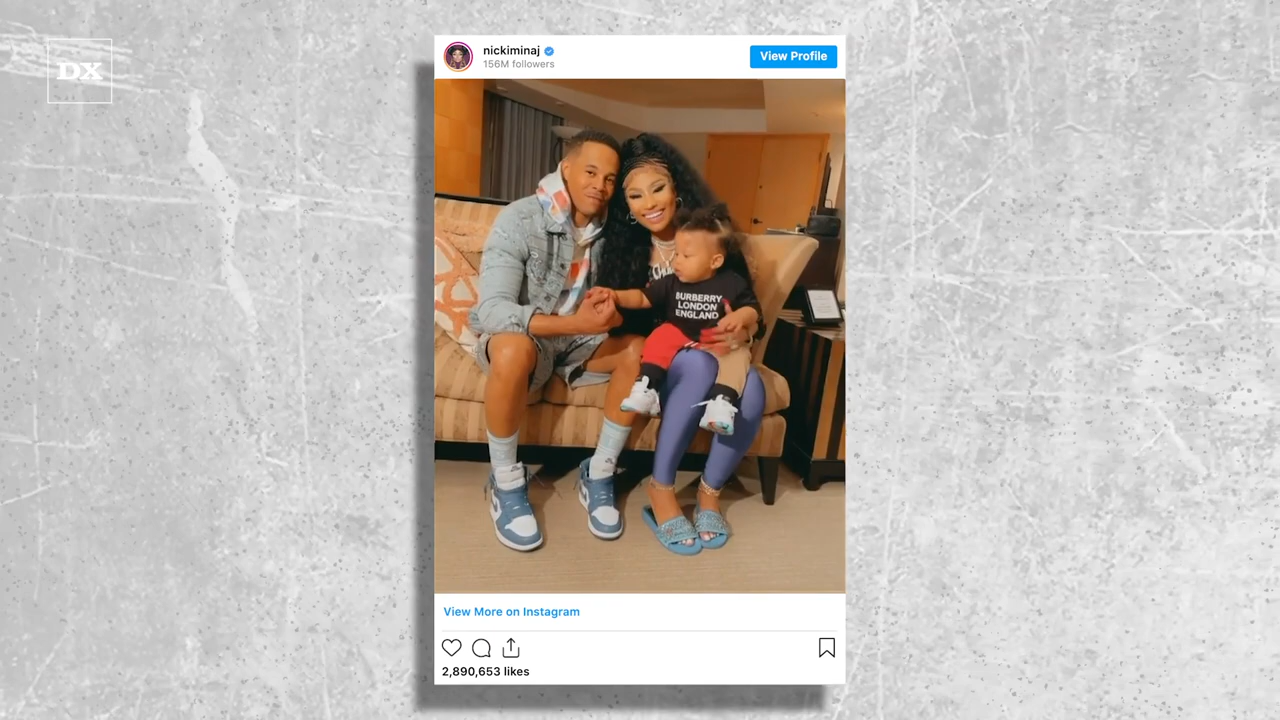 DX
nickiminaj
156M followers
View Profile
BURBERRY
LONDON
ENGLAND
View More on Instagram
2,890,653 likes